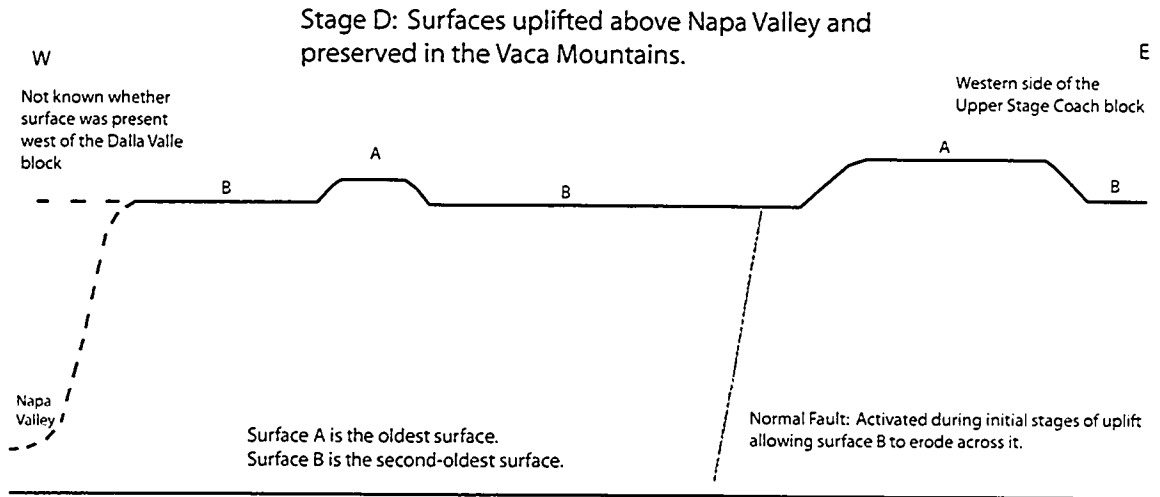 Stage D: Surfaces uplifted above Napa Valley and
preserved in the Vaca Mountains.
W
E
Not known whether
surface was present
west of the Dalla Valle
block
Western side of the
Upper Stage Coach block
A
A
B
B
B
Napa
Valley
Surface A is the oldest surface.
Surface B is the second-oldest surface.
Normal Fault: Activated during initial stages of uplift
allowing surface B to erode across it.